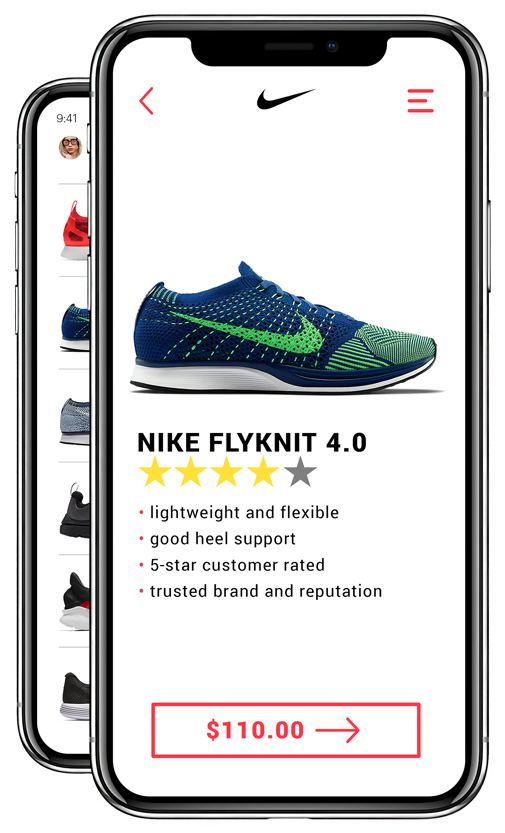 9:41
NIKE FLYKNIT 4.0
• lightweight and flexible
• good heel support
• 5-star customer rated
• trusted brand and reputation
$110.00